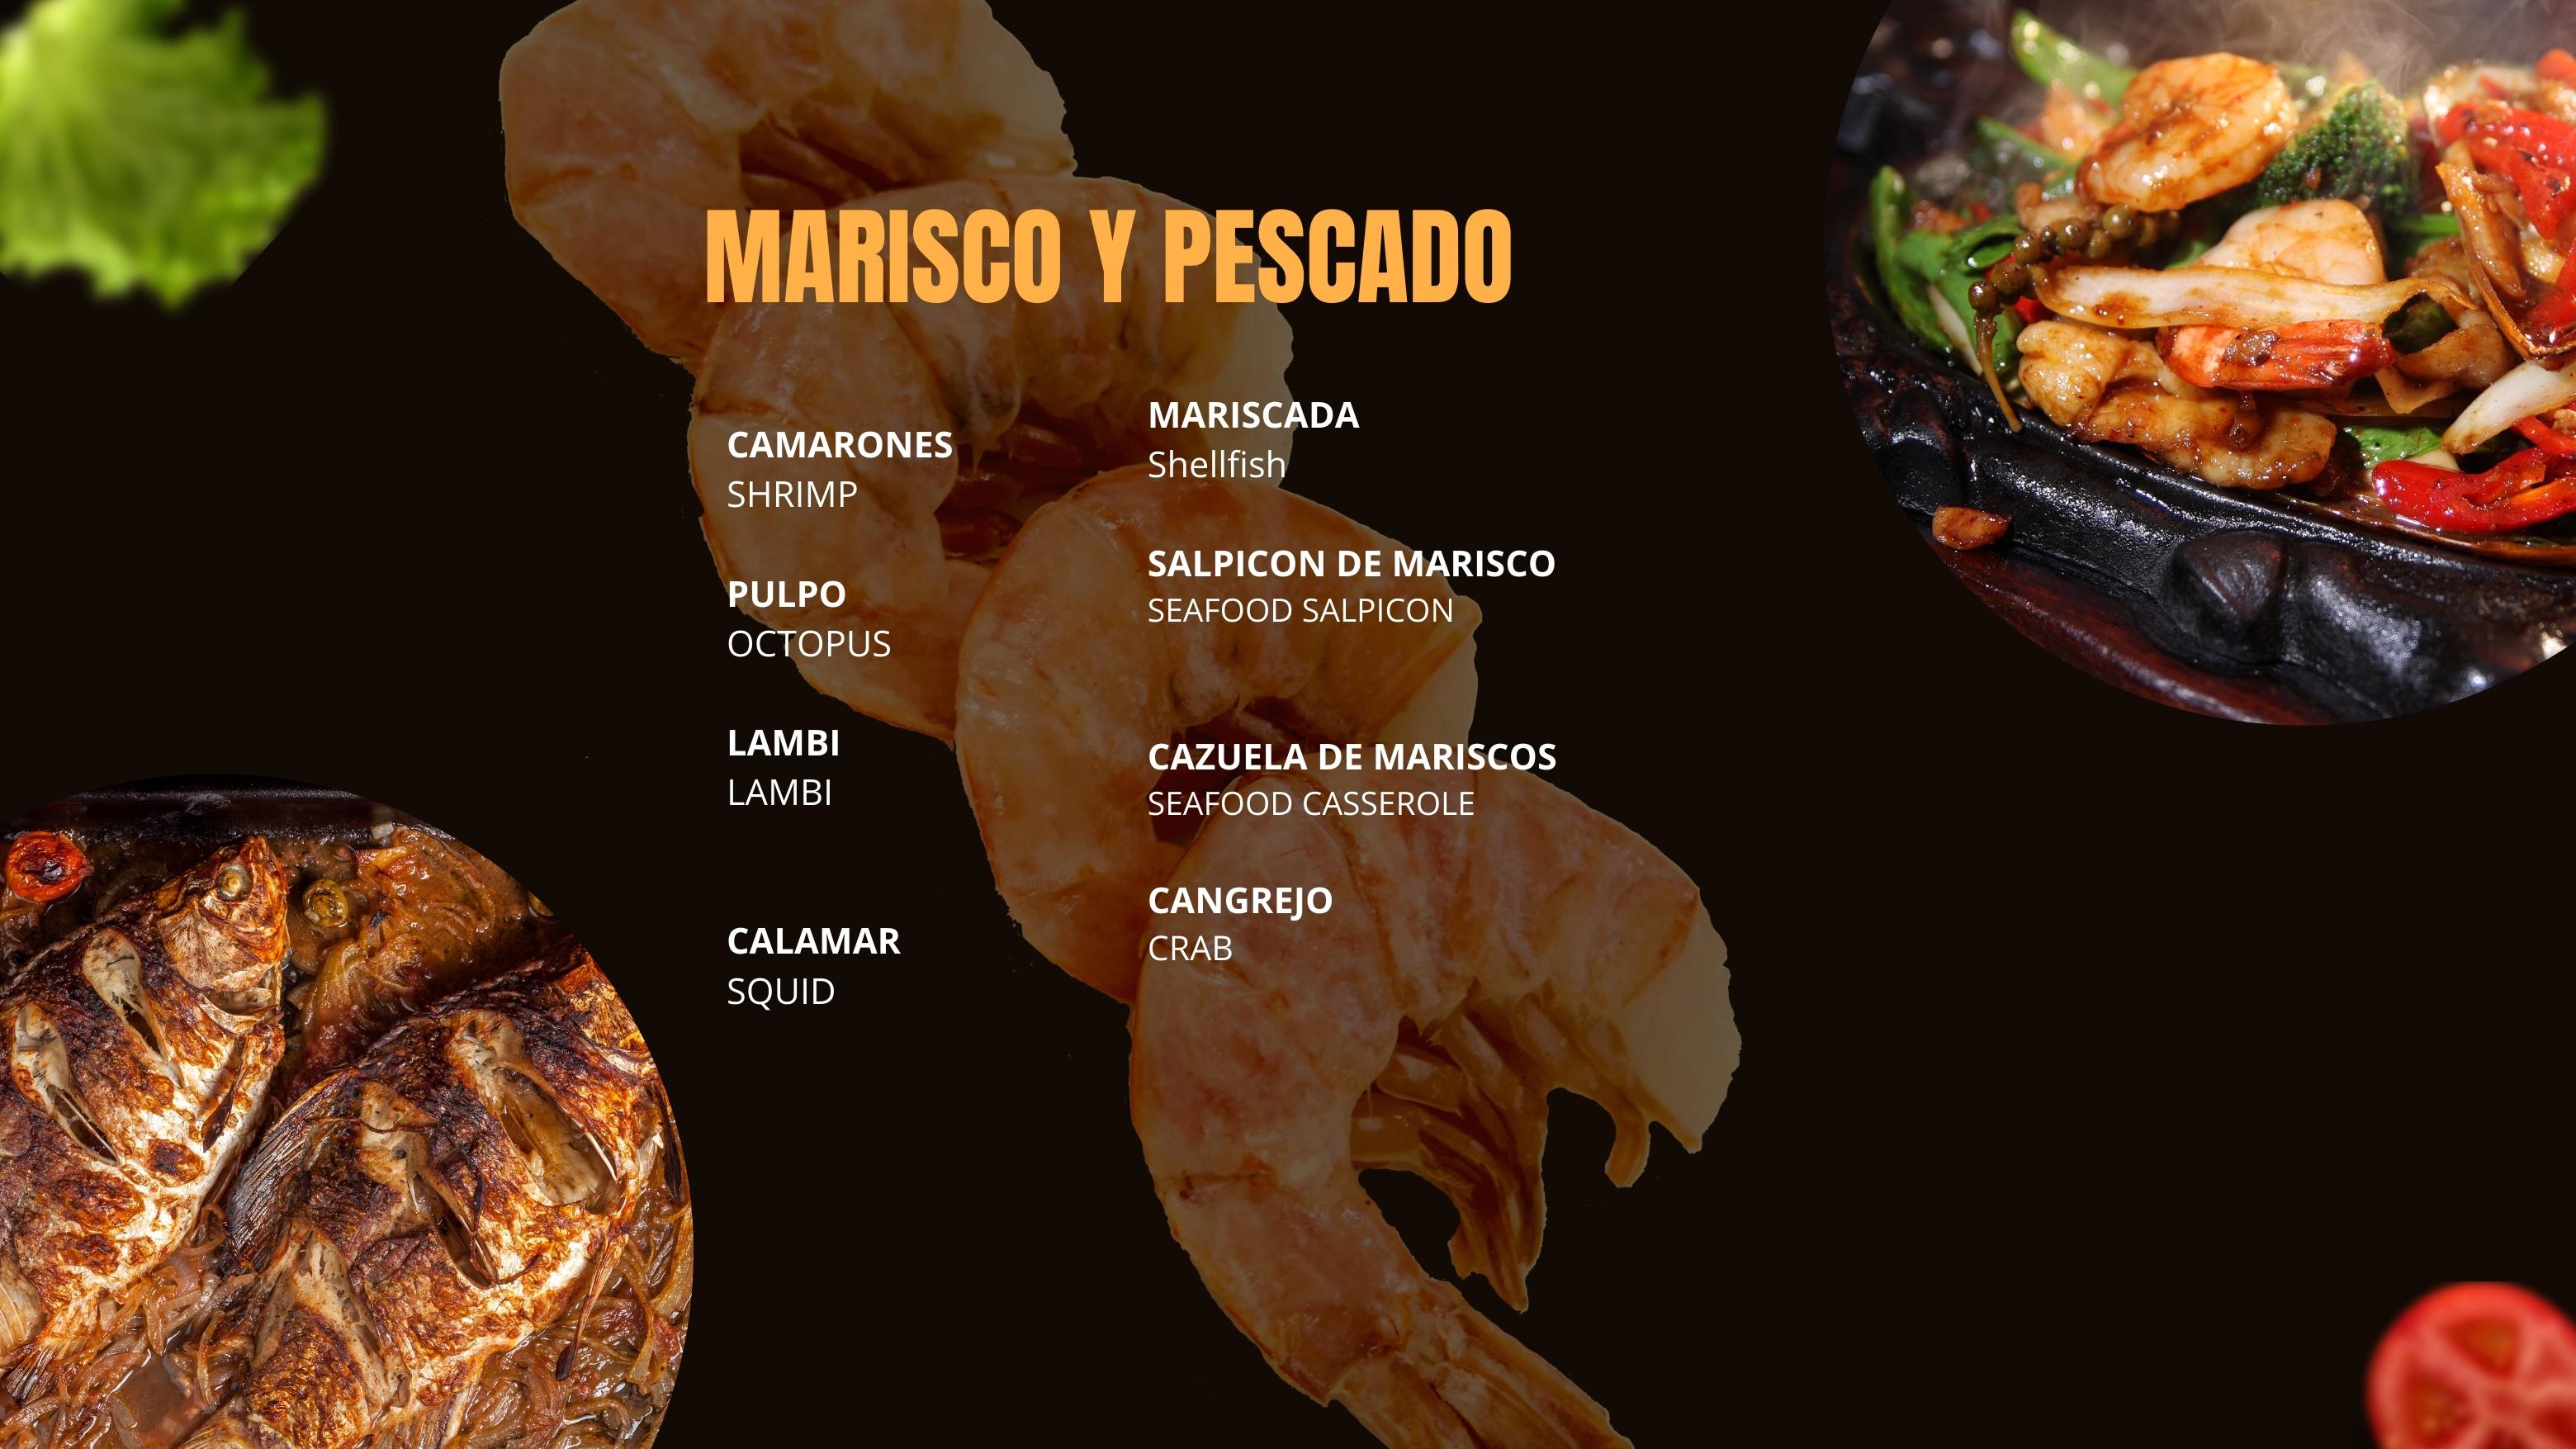 MARISCO Y PESCADO
CAMARONES
SHRIMP
PULPO
OCTOPUS
LAMBI
LAMBI
CALAMAR
SQUID
MARISCADA
Shellfish
SALPICON DE MARISCO
SEAFOOD SALPICON
CAZUELA DE MARISCOS
SEAFOOD CASSEROLE
CANGREJO
CRAB